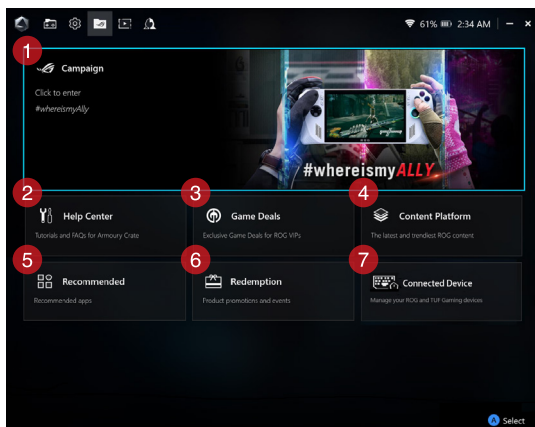 61% 2:34 AM
1
Campaign
Click to enter
#whereismyAlly
#whereismyALLY
2
Help Center
Tutorials and FAQs for Armoury Crate
3
Game Deals
Exclusive Game Deals for ROG VIPs
4
Content Platform
The latest and trendiest ROG content
5
Recommended
Recommended apps
6
Redemption
Product promotions and events
7
Connected Device
Manage your ROG and TUF Gaming devices
A Select